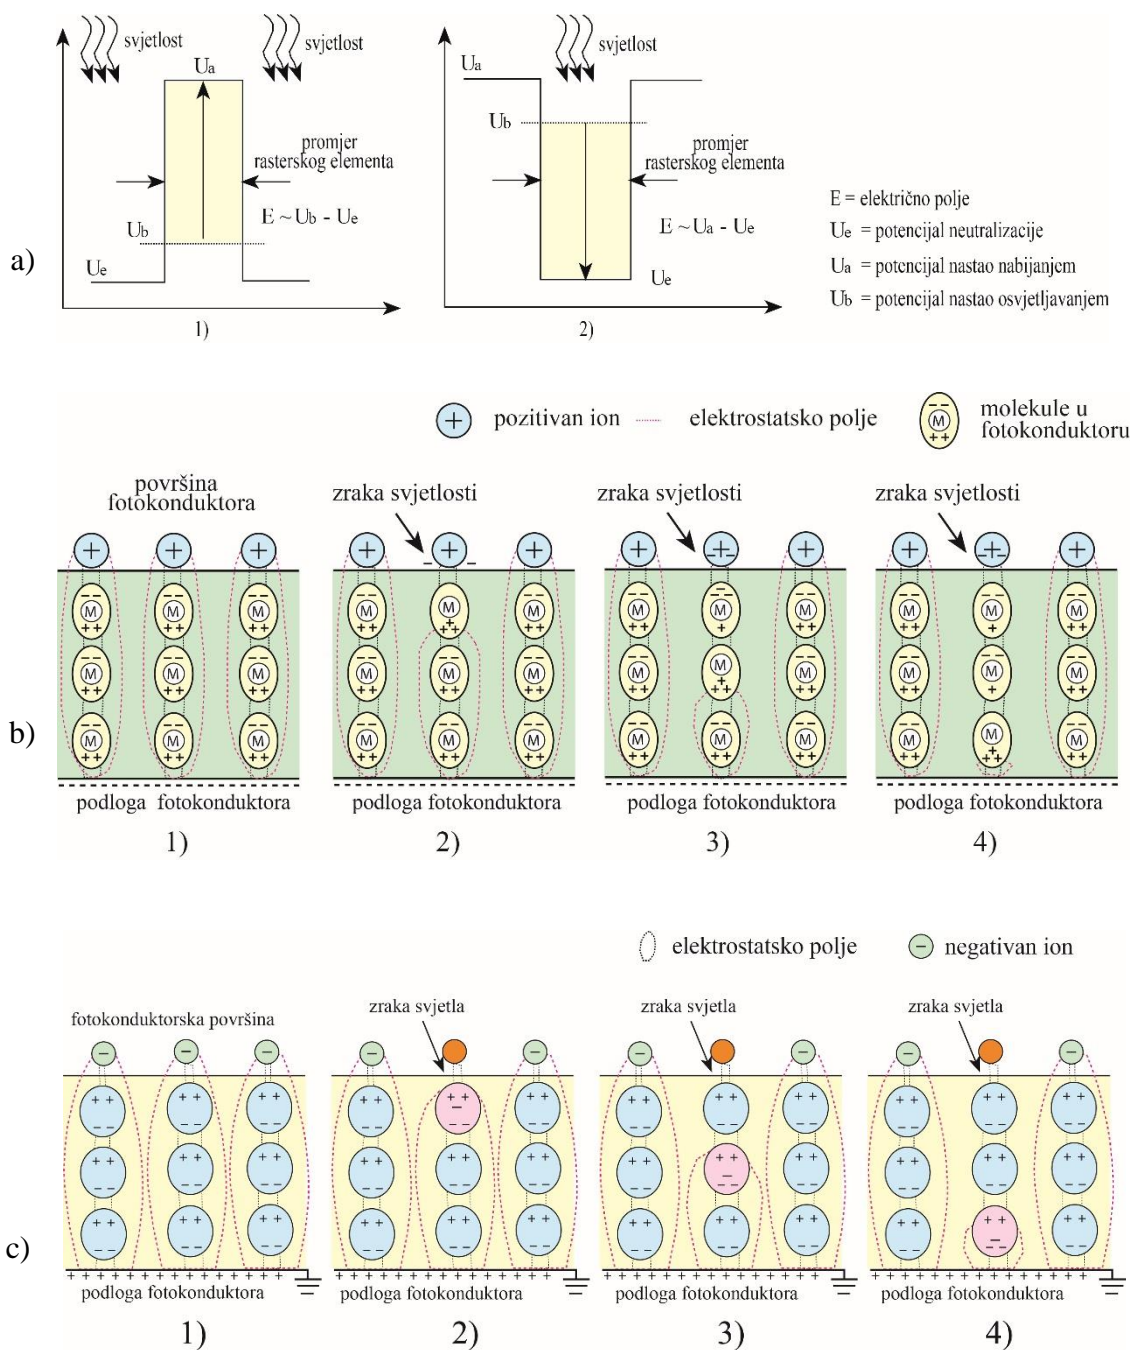 a)
svjetlost
svjetlost
Ua
promjer
rasterskog elementa
Ub
E ~ Ub - Ue
Ue
1)
svjetlost
Ua
Ub
promjer
rasterskog elementa
E ~ Ua - Ue
Ue
2)
E = električno polje
Ue = potencijal neutralizacije
Ua = potencijal nastao nabijanjem
Ub = potencijal nastao osvjetljavanjem
b)
+ pozitivan ion
elektrostatsko polje
− − M ++ molekule u
fotokonduktoru
površina
fotokonduktora
zraka svjetlosti
zraka svjetlosti
zraka svjetlosti
+ + +
+ + +
+ + +
+ + +
M M M
M M M
M M M
M M M
M M M
M M M
M M M
M M M
M M M
M M M
M M M
M M M
podloga fotokonduktora
podloga fotokonduktora
podloga fotokonduktora
podloga fotokonduktora
1)
2)
3)
4)
c)
elektrostatsko polje
− negativan ion
fotokonduktorska površina
zraka svjetla
zraka svjetla
zraka svjetla
podloga fotokonduktora
podloga fotokonduktora
podloga fotokonduktora
podloga fotokonduktora
1)
2)
3)
4)